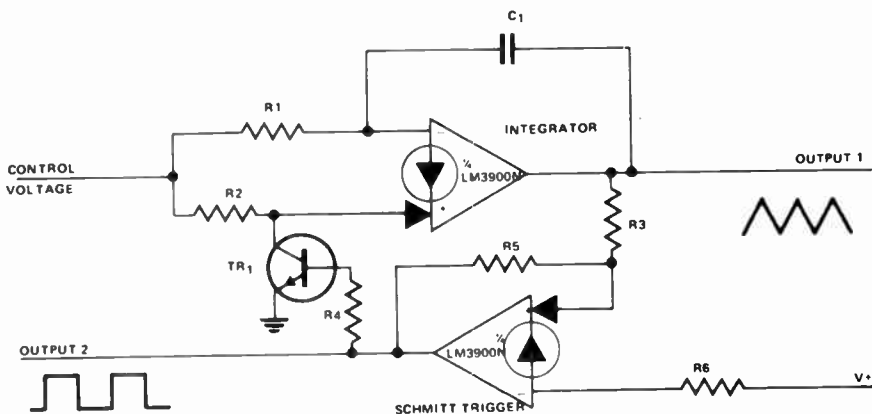 C1
R1
INTEGRATOR
CONTROL
VOLTAGE
¼
LM3900N
OUTPUT 1
R2
R3
R5
TR1
R4
¼
LM3900N
OUTPUT 2
R6
V+
SCHMITT TRIGGER